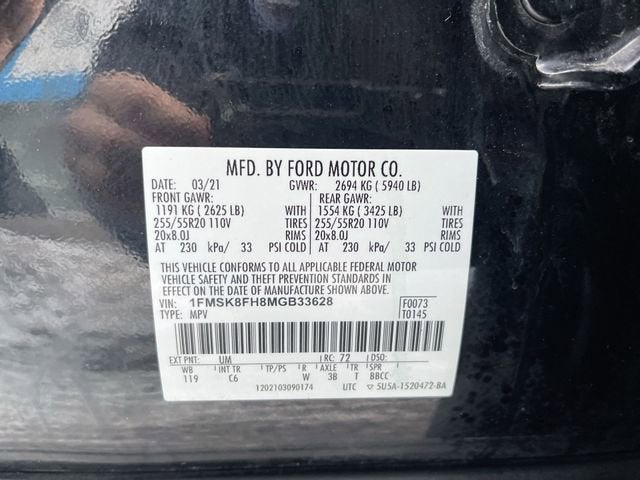 MFD. BY FORD MOTOR CO.
DATE: 03/21 GVWR: 2694 KG ( 5940 LB)
FRONT GAWR: REAR GAWR:
1191 KG ( 2625 LB) WITH 1554 KG ( 3425 LB) WITH
255/55R20 110V TIRES 255/55R20 110V TIRES
20x8.0J RIMS 20x8.0J RIMS
AT 230 kPa/ 33 PSI COLD AT 230 kPa/ 33 PSI COLD
THIS VEHICLE CONFORMS TO ALL APPLICABLE FEDERAL MOTOR
VEHICLE SAFETY AND THEFT PREVENTION STANDARDS IN
EFFECT ON THE DATE OF MANUFACTURE SHOWN ABOVE.
VIN: 1FMSK8FH8MGB33628 F0073
TYPE: MPV T0145
EXT PNT: UM RC: 72 DSO:
WB INT TR TP/PS R AXLE TR SPR
119 C6 W 3B T BBCC
1202103090174 UTC ▽ 5U5A-1520472-BA